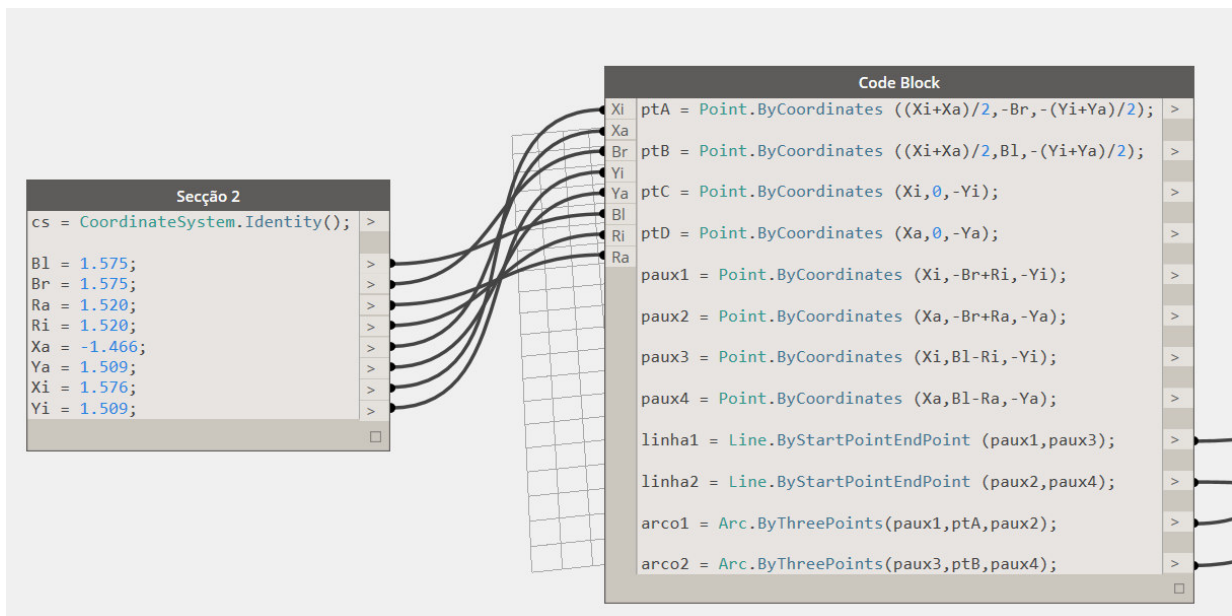 Secção 2
cs = CoordinateSystem.Identity(); >
Bl = 1.575; >
Br = 1.575; >
Ra = 1.520; >
Ri = 1.520; >
Xa = -1.466; >
Ya = 1.509; >
Xi = 1.576; >
Yi = 1.509; >
Code Block
Xi
Xa
Br
Yi
Ya
Bl
Ri
Ra
ptA = Point.ByCoordinates ((Xi+Xa)/2,-Br,-(Yi+Ya)/2); >
ptB = Point.ByCoordinates ((Xi+Xa)/2,Bl,-(Yi+Ya)/2); >
ptC = Point.ByCoordinates (Xi,0,-Yi); >
ptD = Point.ByCoordinates (Xa,0,-Ya); >
paux1 = Point.ByCoordinates (Xi,-Br+Ri,-Yi); >
paux2 = Point.ByCoordinates (Xa,-Br+Ra,-Ya); >
paux3 = Point.ByCoordinates (Xi,Bl-Ri,-Yi); >
paux4 = Point.ByCoordinates (Xa,Bl-Ra,-Ya); >
linha1 = Line.ByStartPointEndPoint (paux1,paux3); >
linha2 = Line.ByStartPointEndPoint (paux2,paux4); >
arco1 = Arc.ByThreePoints(paux1,ptA,paux2); >
arco2 = Arc.ByThreePoints(paux3,ptB,paux4); >